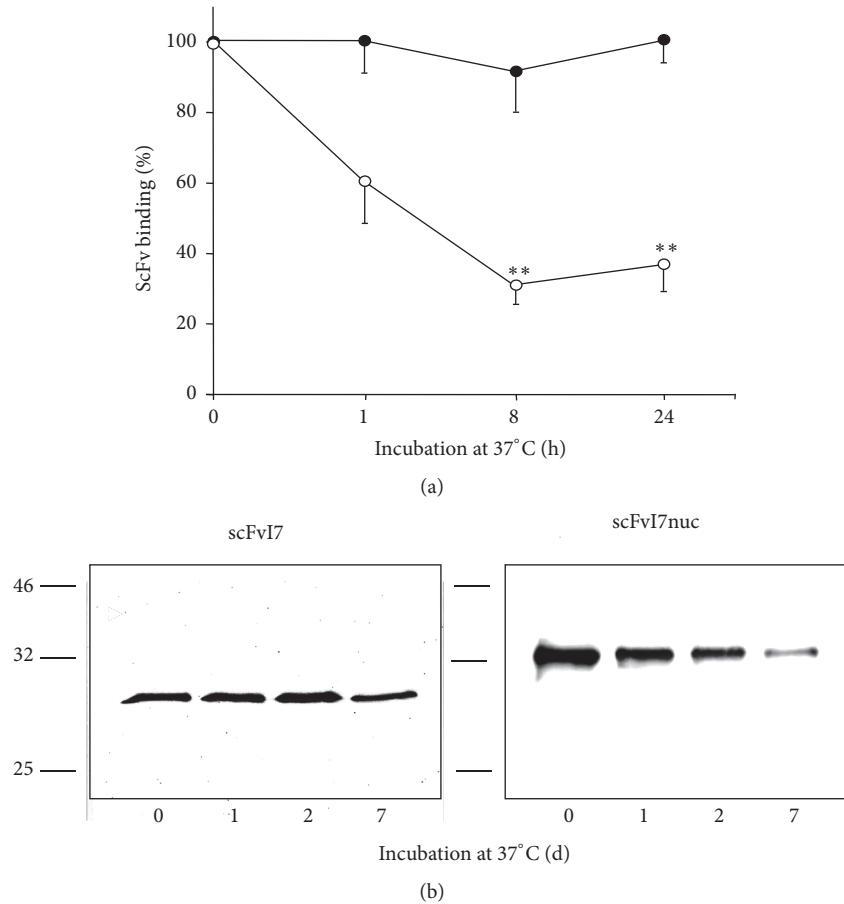 100
80
60
40
20
0
ScFv binding (%)
** **
0 1 8 24
Incubation at 37°C (h)
(a)
scFvI7 scFvI7nuc
46
32
25
0 1 2 7 0 1 2 7
Incubation at 37°C (d)
(b)